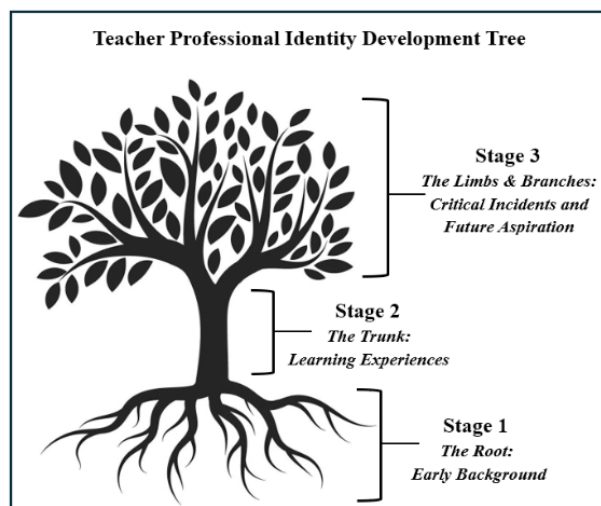 Teacher Professional Identity Development Tree
Stage 3
The Limbs & Branches:
Critical Incidents and
Future Aspiration
Stage 2
The Trunk:
Learning Experiences
Stage 1
The Root:
Early Background